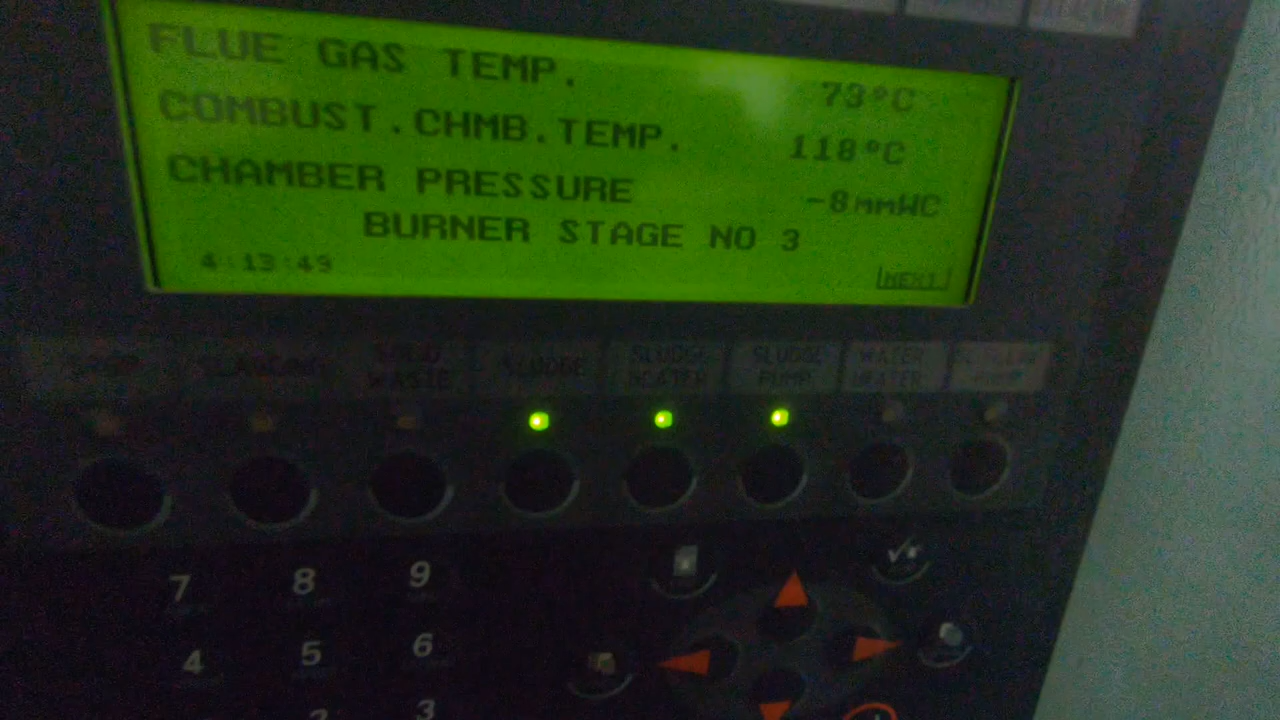 FLUE GAS TEMP. 73°C
COMBUST.CHMB.TEMP. 118°C
CHAMBER PRESSURE -8mmWC
BURNER STAGE NO 3
4:13:49 NEXT
SLUDGE
SLUDGE HEATER
SLUDGE PUMP
WATER HEATER
7 8 9
4 5 6
3